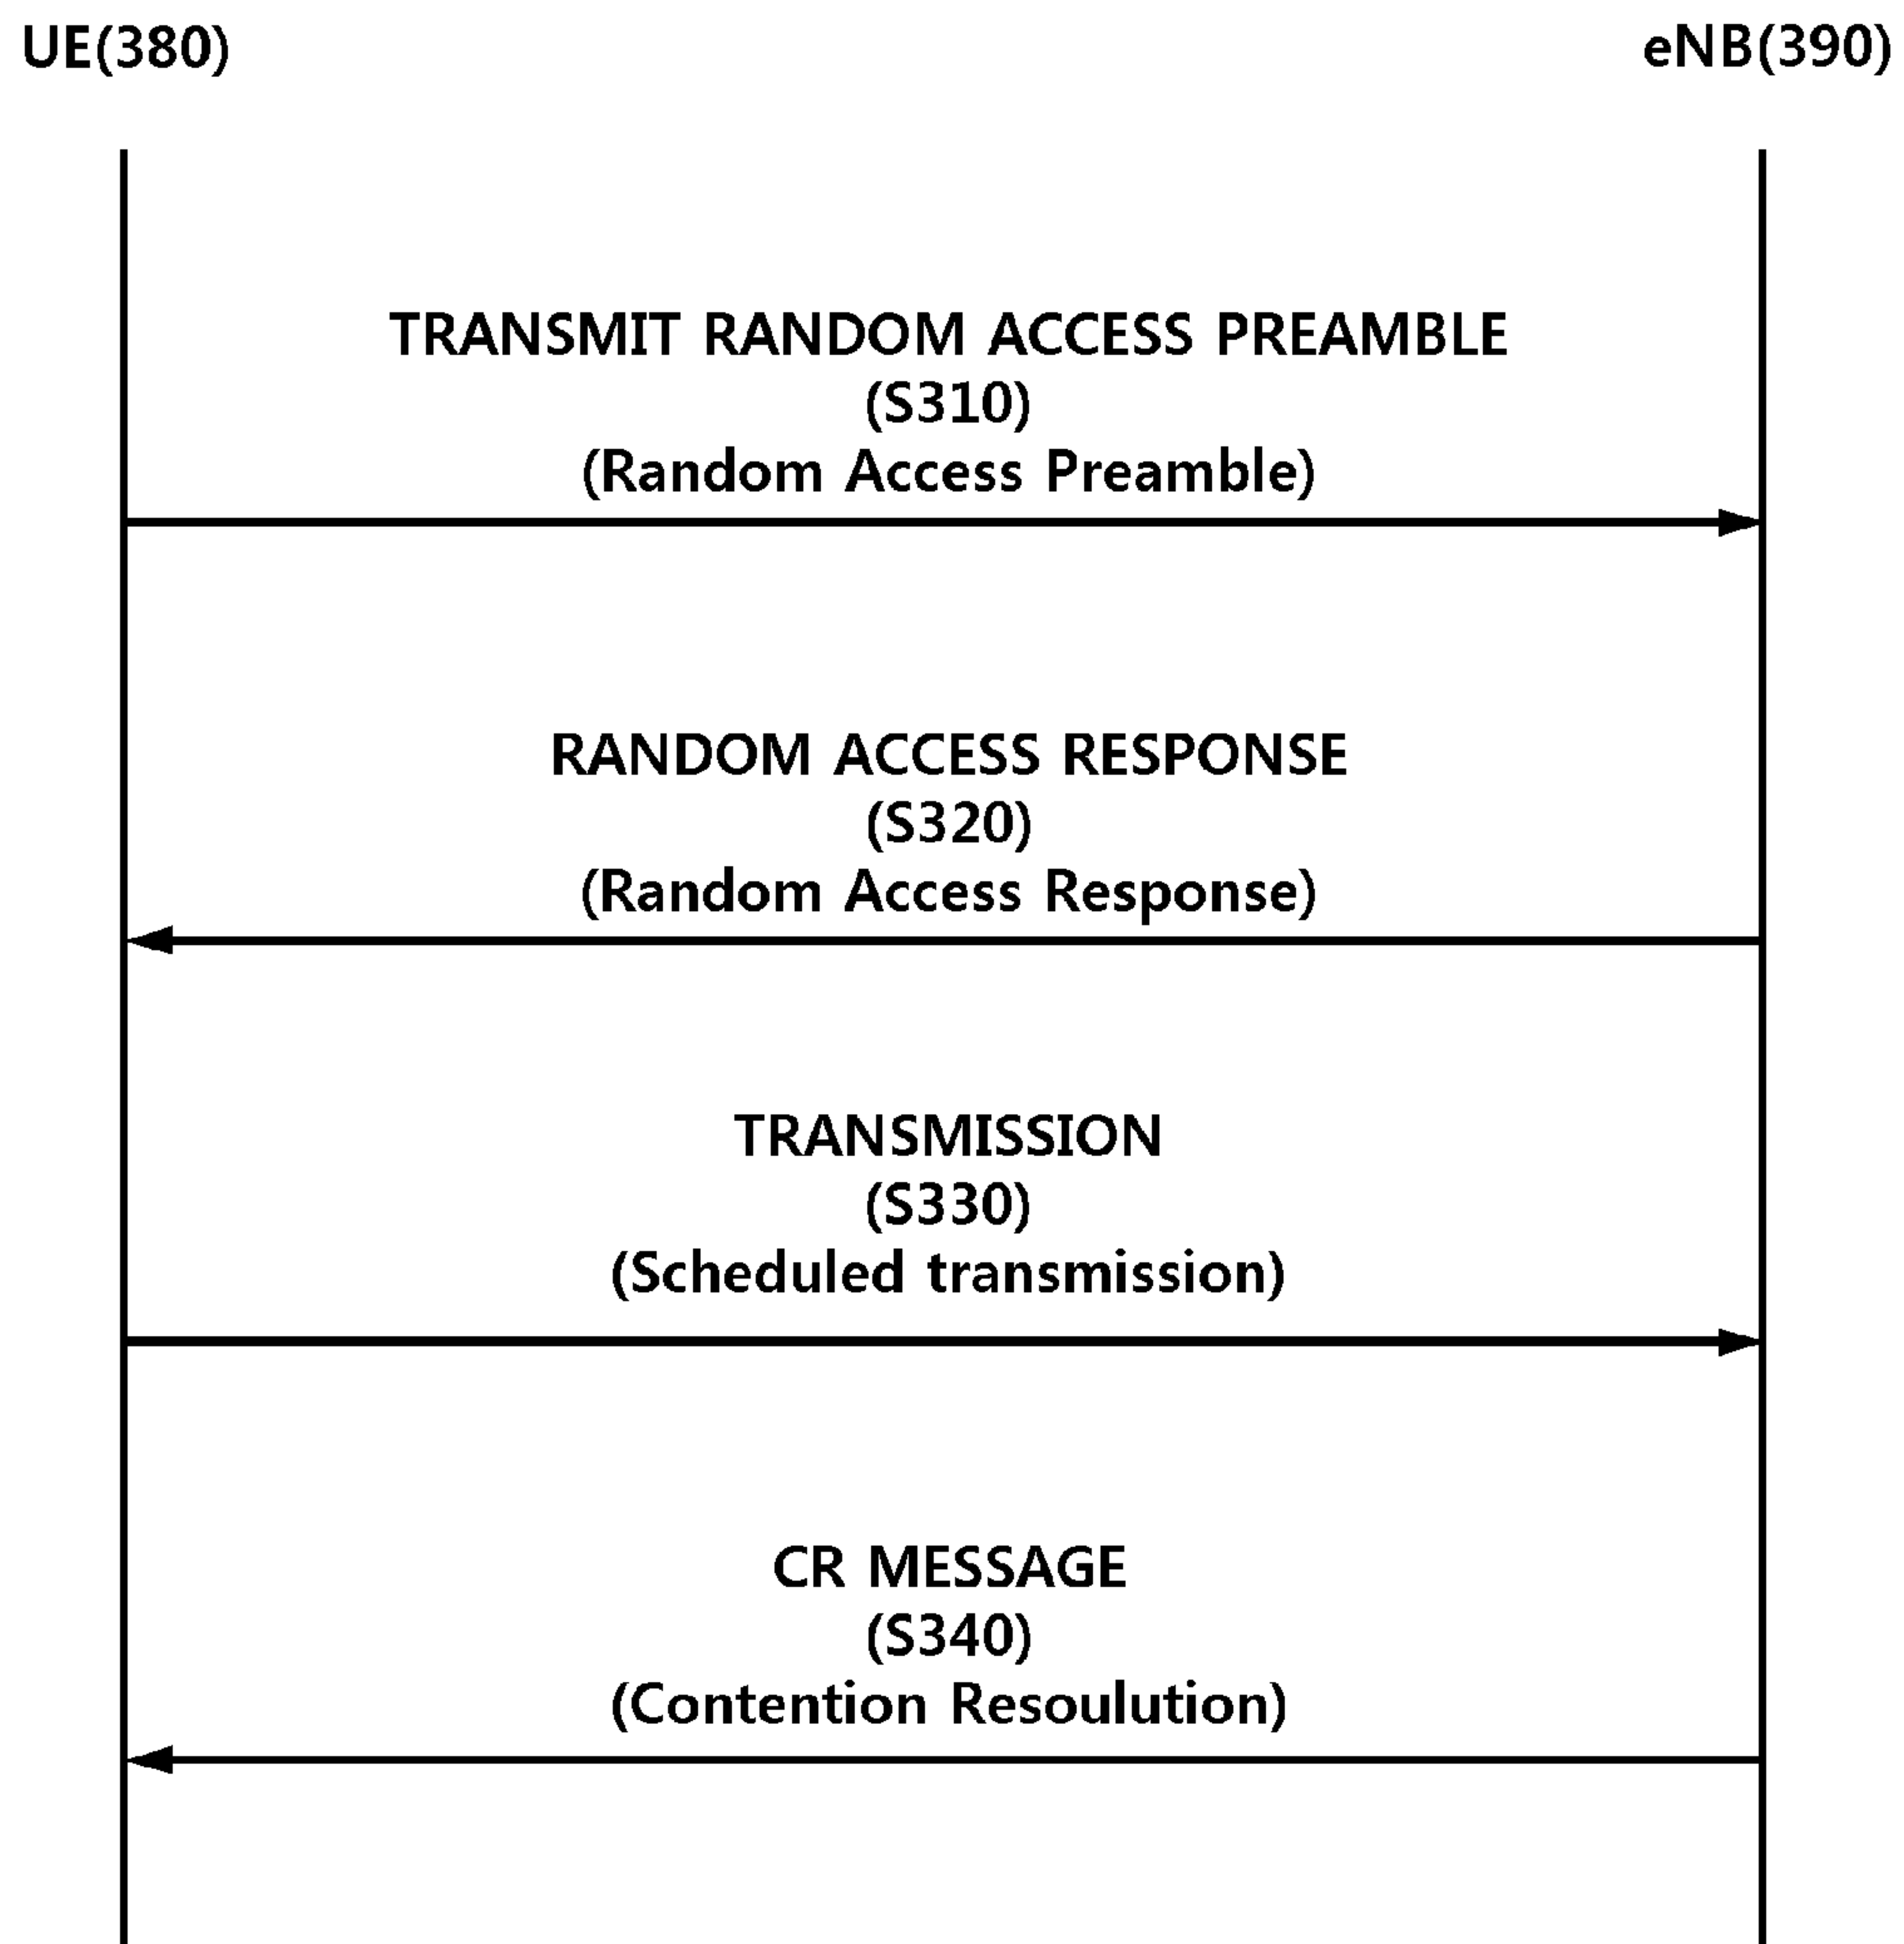 UE(380)
eNB(390)
TRANSMIT RANDOM ACCESS PREAMBLE
(S310)
(Random Access Preamble)
RANDOM ACCESS RESPONSE
(S320)
(Random Access Response)
TRANSMISSION
(S330)
(Scheduled transmission)
CR MESSAGE
(S340)
(Contention Resoulution)